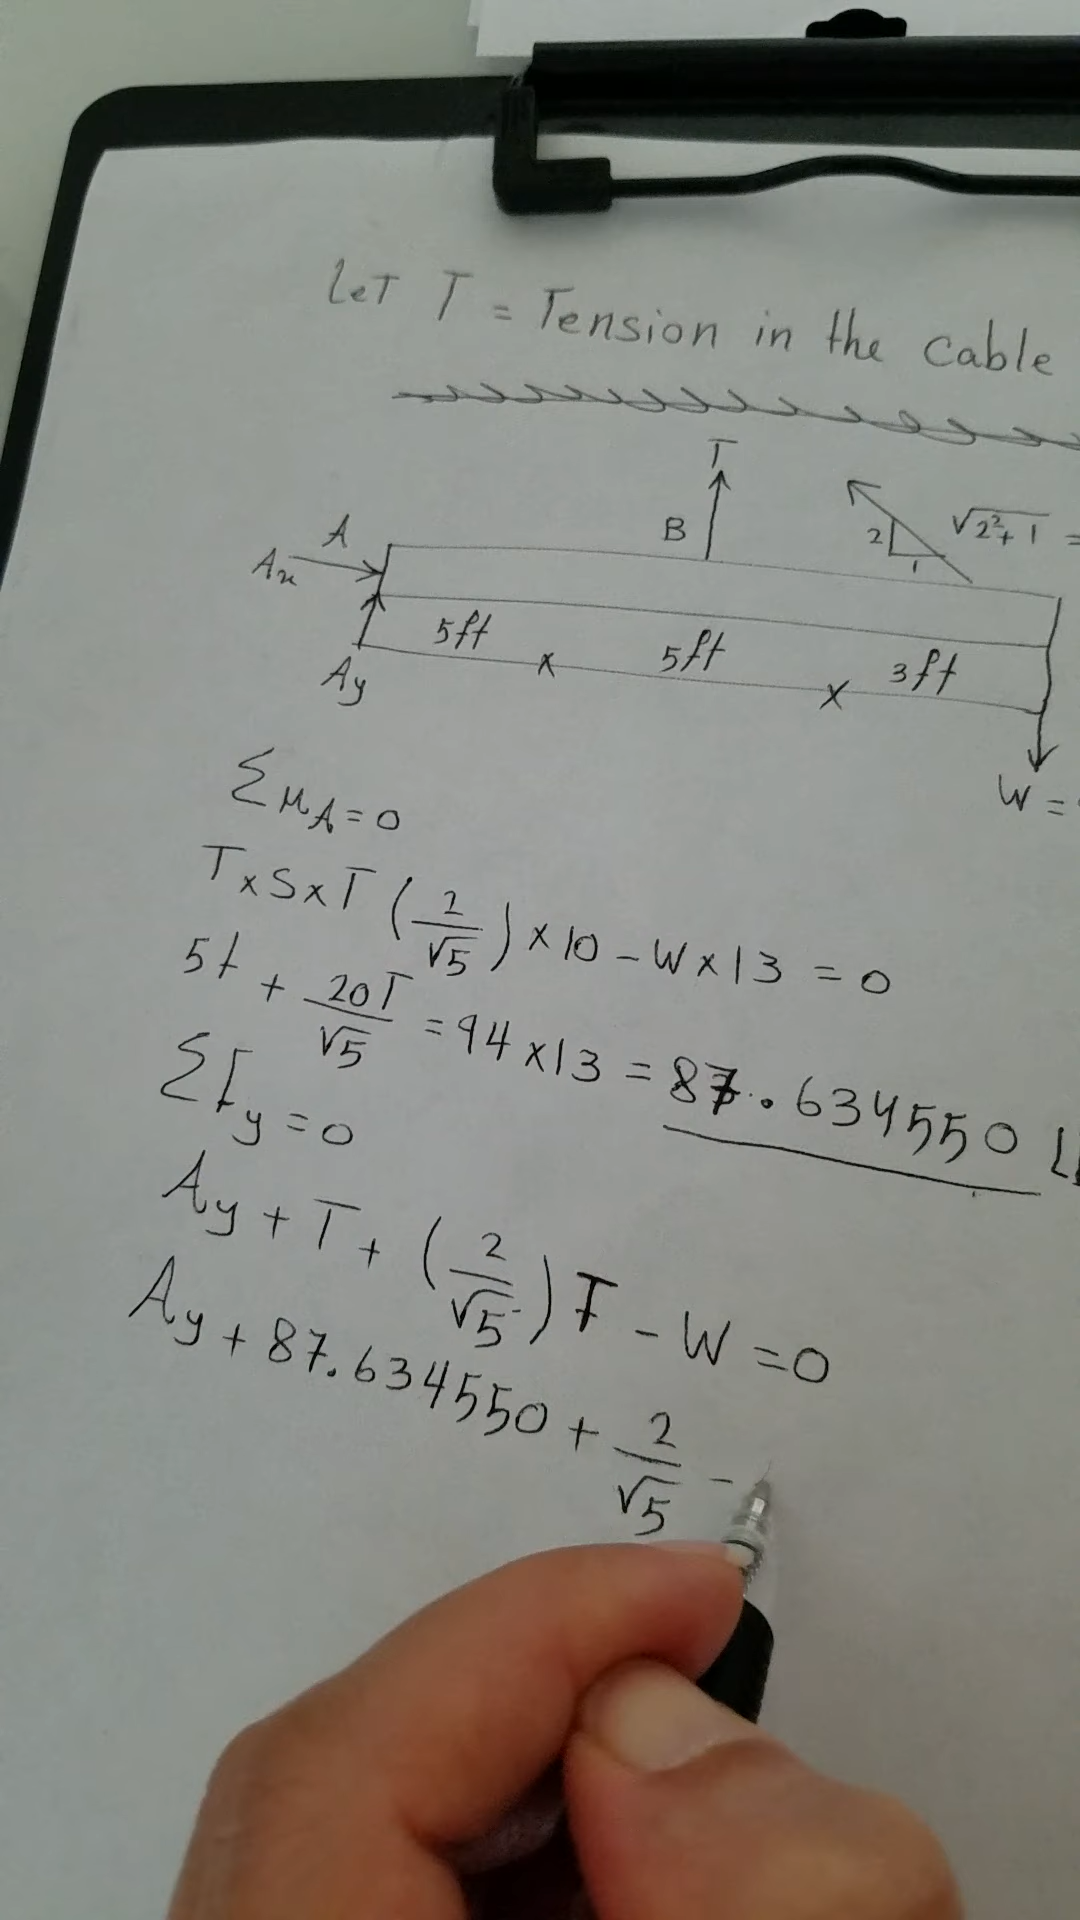 LeT T = Tension in the cable
T
B
2
1
√2²+1 =
A
Ax
Ay
5ft
5ft
3ft
W =
ΣMA=0
TxSxT (2/√5) x 10 - W x 13 = 0
5t + 20T/√5 = 94 x 13 = 87.634550
ΣFy = 0
Ay + T + (2/√5) T - W = 0
Ay + 87.634550 + 2/√5 -